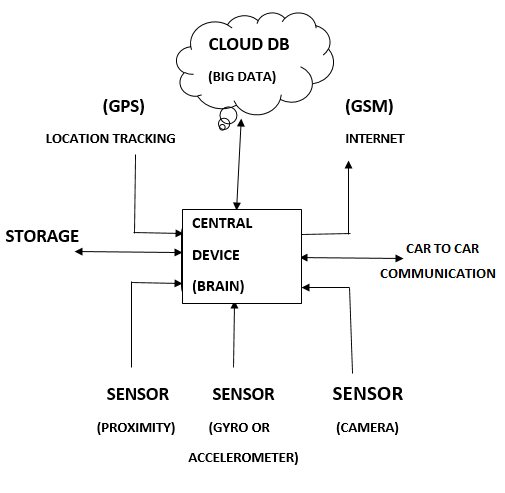 CLOUD DB
(BIG DATA)
(GPS)
(GSM)
LOCATION TRACKING
INTERNET
CENTRAL
STORAGE
DEVICE
CAR TO CAR
COMMUNICATION
(BRAIN)
SENSOR
SENSOR
SENSOR
(PROXIMITY)
(GYRO OR
(CAMERA)
ACCELEROMETER)